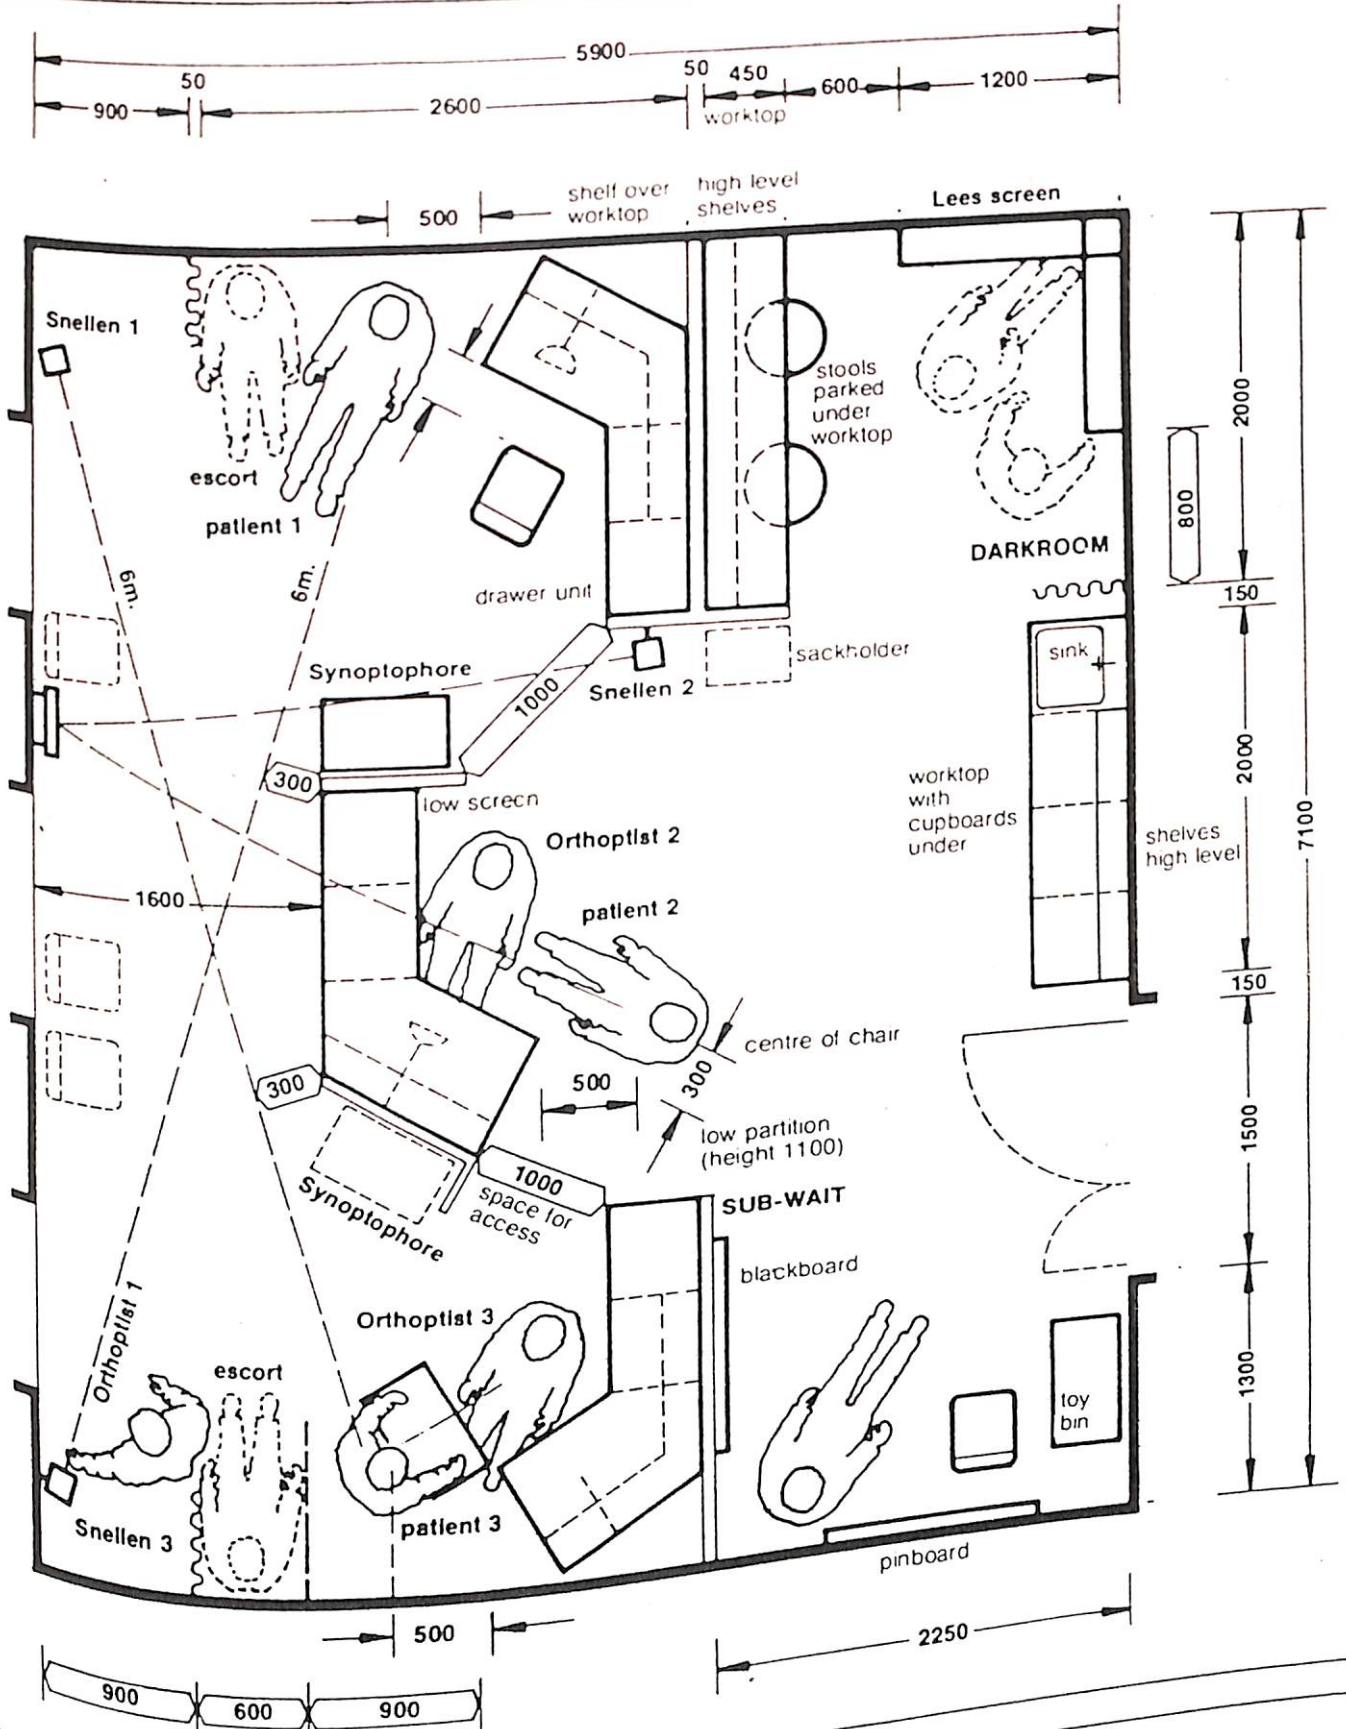 5900
50
50
450
900
2600
600
1200
worktop
500
shelf over
worktop
high level
shelves
Lees screen
Snellen 1
escort
patient 1
stools
parked
under
worktop
2000
800
DARKROOM
6m.
6m.
drawer unit
150
Synoptophore
1000
Snellen 2
sackholder
sink
300
low screen
Orthoptist 2
worktop
with
cupboards
under
2000
7100
shelves
high level
1600
patient 2
150
centre of chair
300
500
300
low partition
(height 1100)
1500
1000
space for
access
Synoptophore
SUB-WAIT
blackboard
Orthoptist 1
Orthoptist 3
escort
toy
bin
1300
Snellen 3
patient 3
pinboard
500
2250
900
600
900